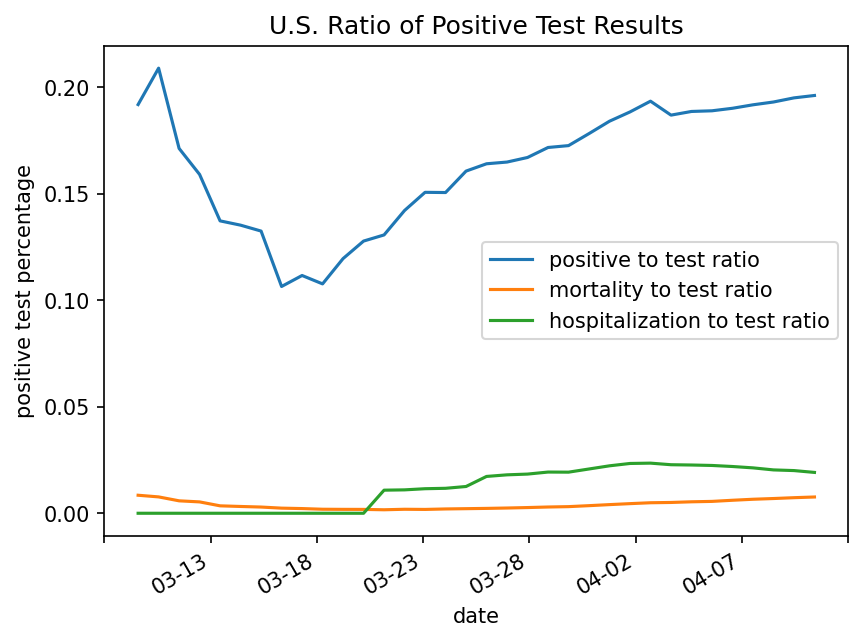 U.S. Ratio of Positive Test Results
positive test percentage
0.20
0.15
0.10
0.05
0.00
positive to test ratio
mortality to test ratio
hospitalization to test ratio
03-13
03-18
03-23
03-28
04-02
04-07
date